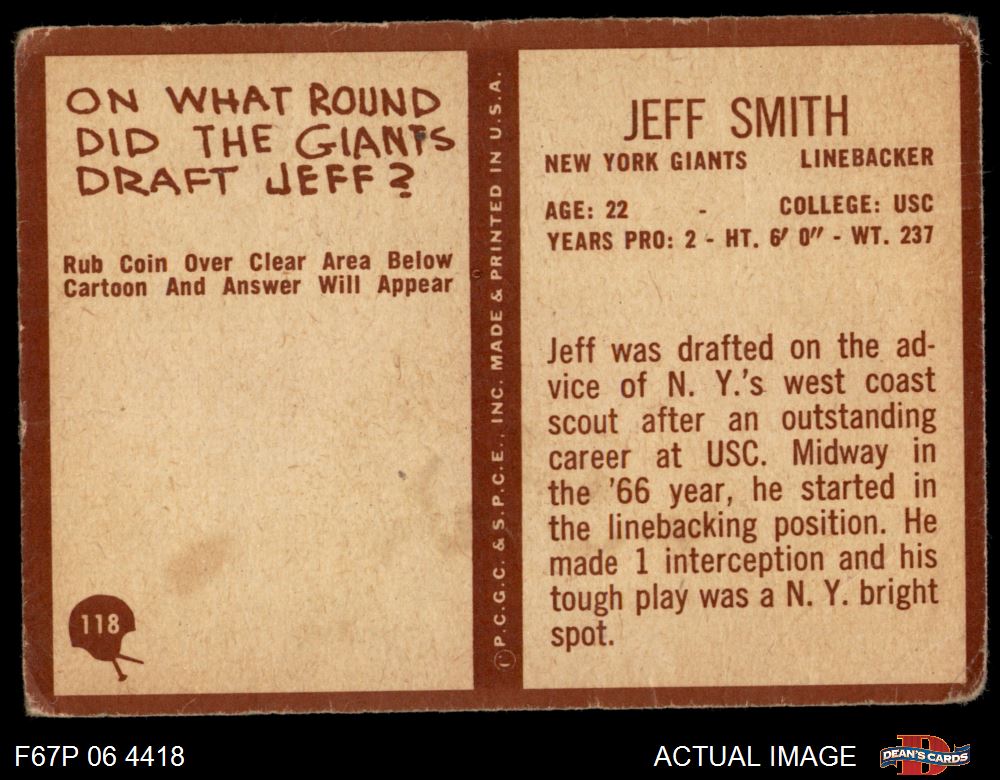 ON WHAT ROUND
DID THE GIANTS
DRAFT JEFF?
Rub Coin Over Clear Area Below
Cartoon And Answer Will Appear
118
© P.C.G.C. & S.P.C.E., INC. MADE & PRINTED IN U.S.A.
JEFF SMITH
NEW YORK GIANTS LINEBACKER
AGE: 22 - COLLEGE: USC
YEARS PRO: 2 - HT. 6' 0" - WT. 237
Jeff was drafted on the ad-
vice of N. Y.'s west coast
scout after an outstanding
career at USC. Midway in
the '66 year, he started in
the linebacking position. He
made 1 interception and his
tough play was a N. Y. bright
spot.
F67P 06 4418
ACTUAL IMAGE
DEAN'S CARDS